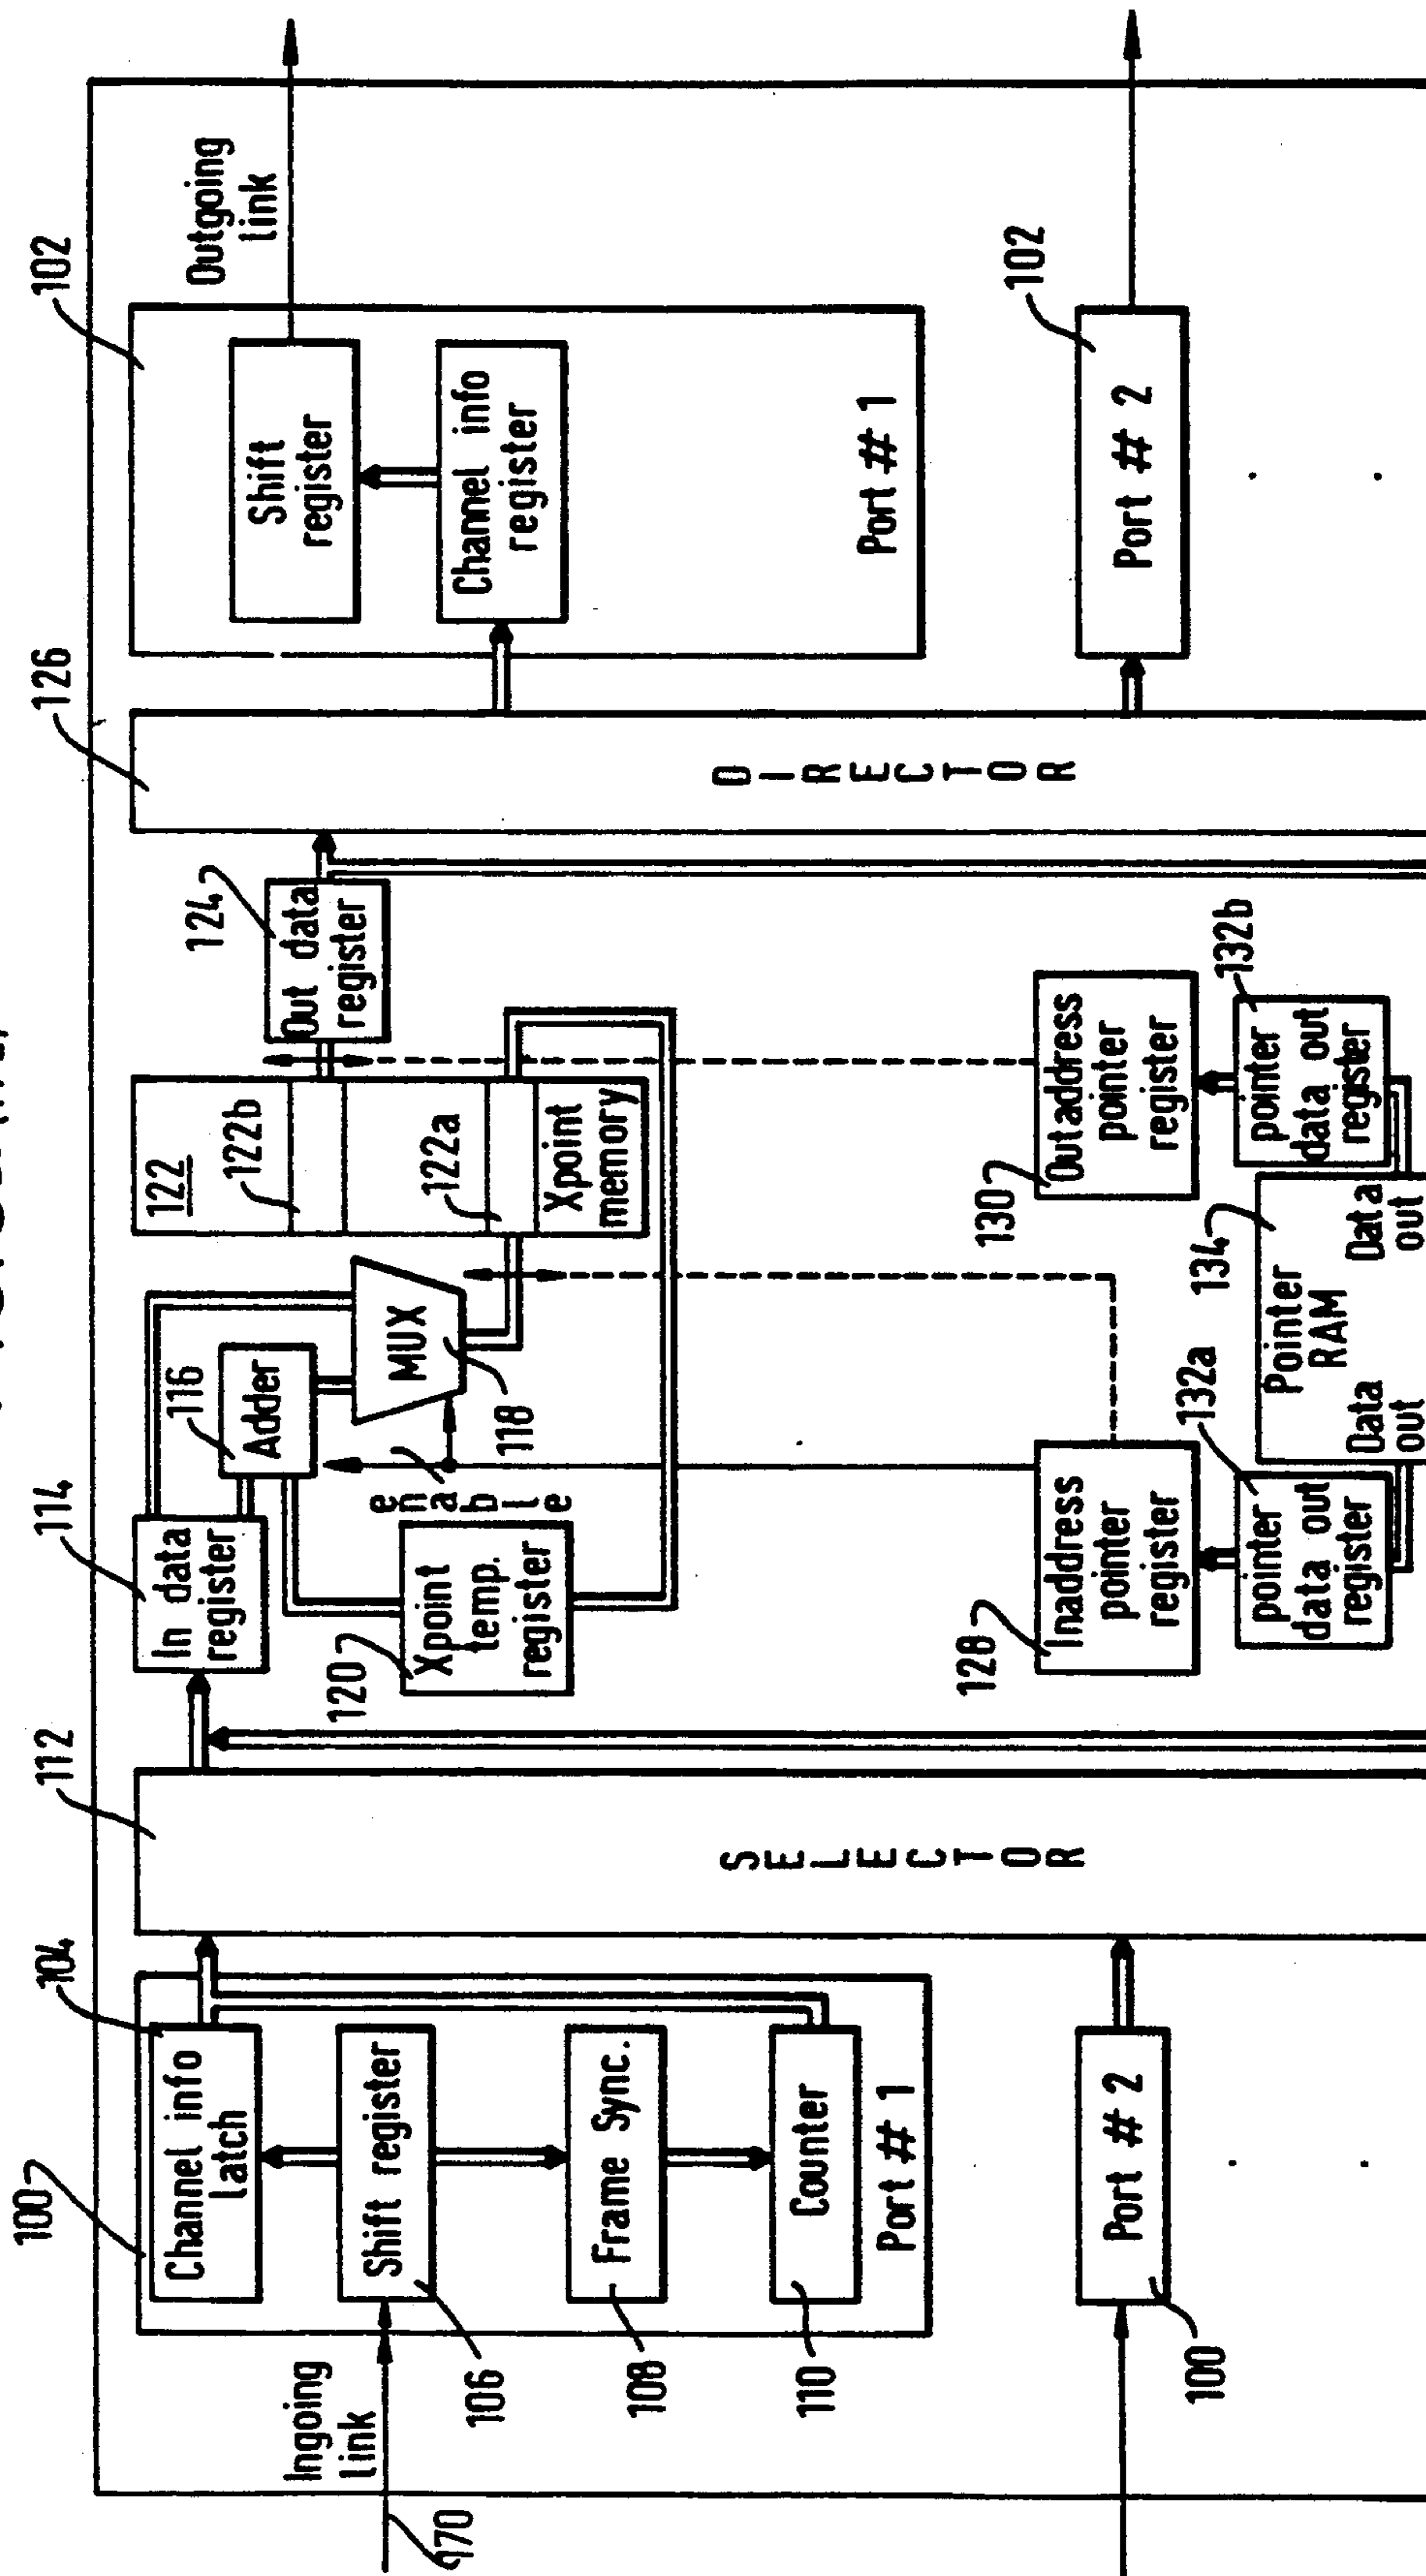 100
104
Channel info
latch
Shift register
Frame Sync.
Counter
Port # 1
Ingoing
link
970
106
108
110
Port # 2
100
112
SELECTOR
114
In data
register
116
Adder
MUX
118
enable
120
Xpoint
temp.
register
122
122b
122a
Xpoint
memory
124
Out data
register
128
Inaddress
pointer
register
130
Outaddress
pointer
register
132a
pointer
data out
register
132b
pointer
data out
register
134
Pointer
RAM
Data
out
Data
out
126
DIRECTOR
102
Outgoing
link
Shift
register
Channel info
register
Port # 1
102
Port # 2